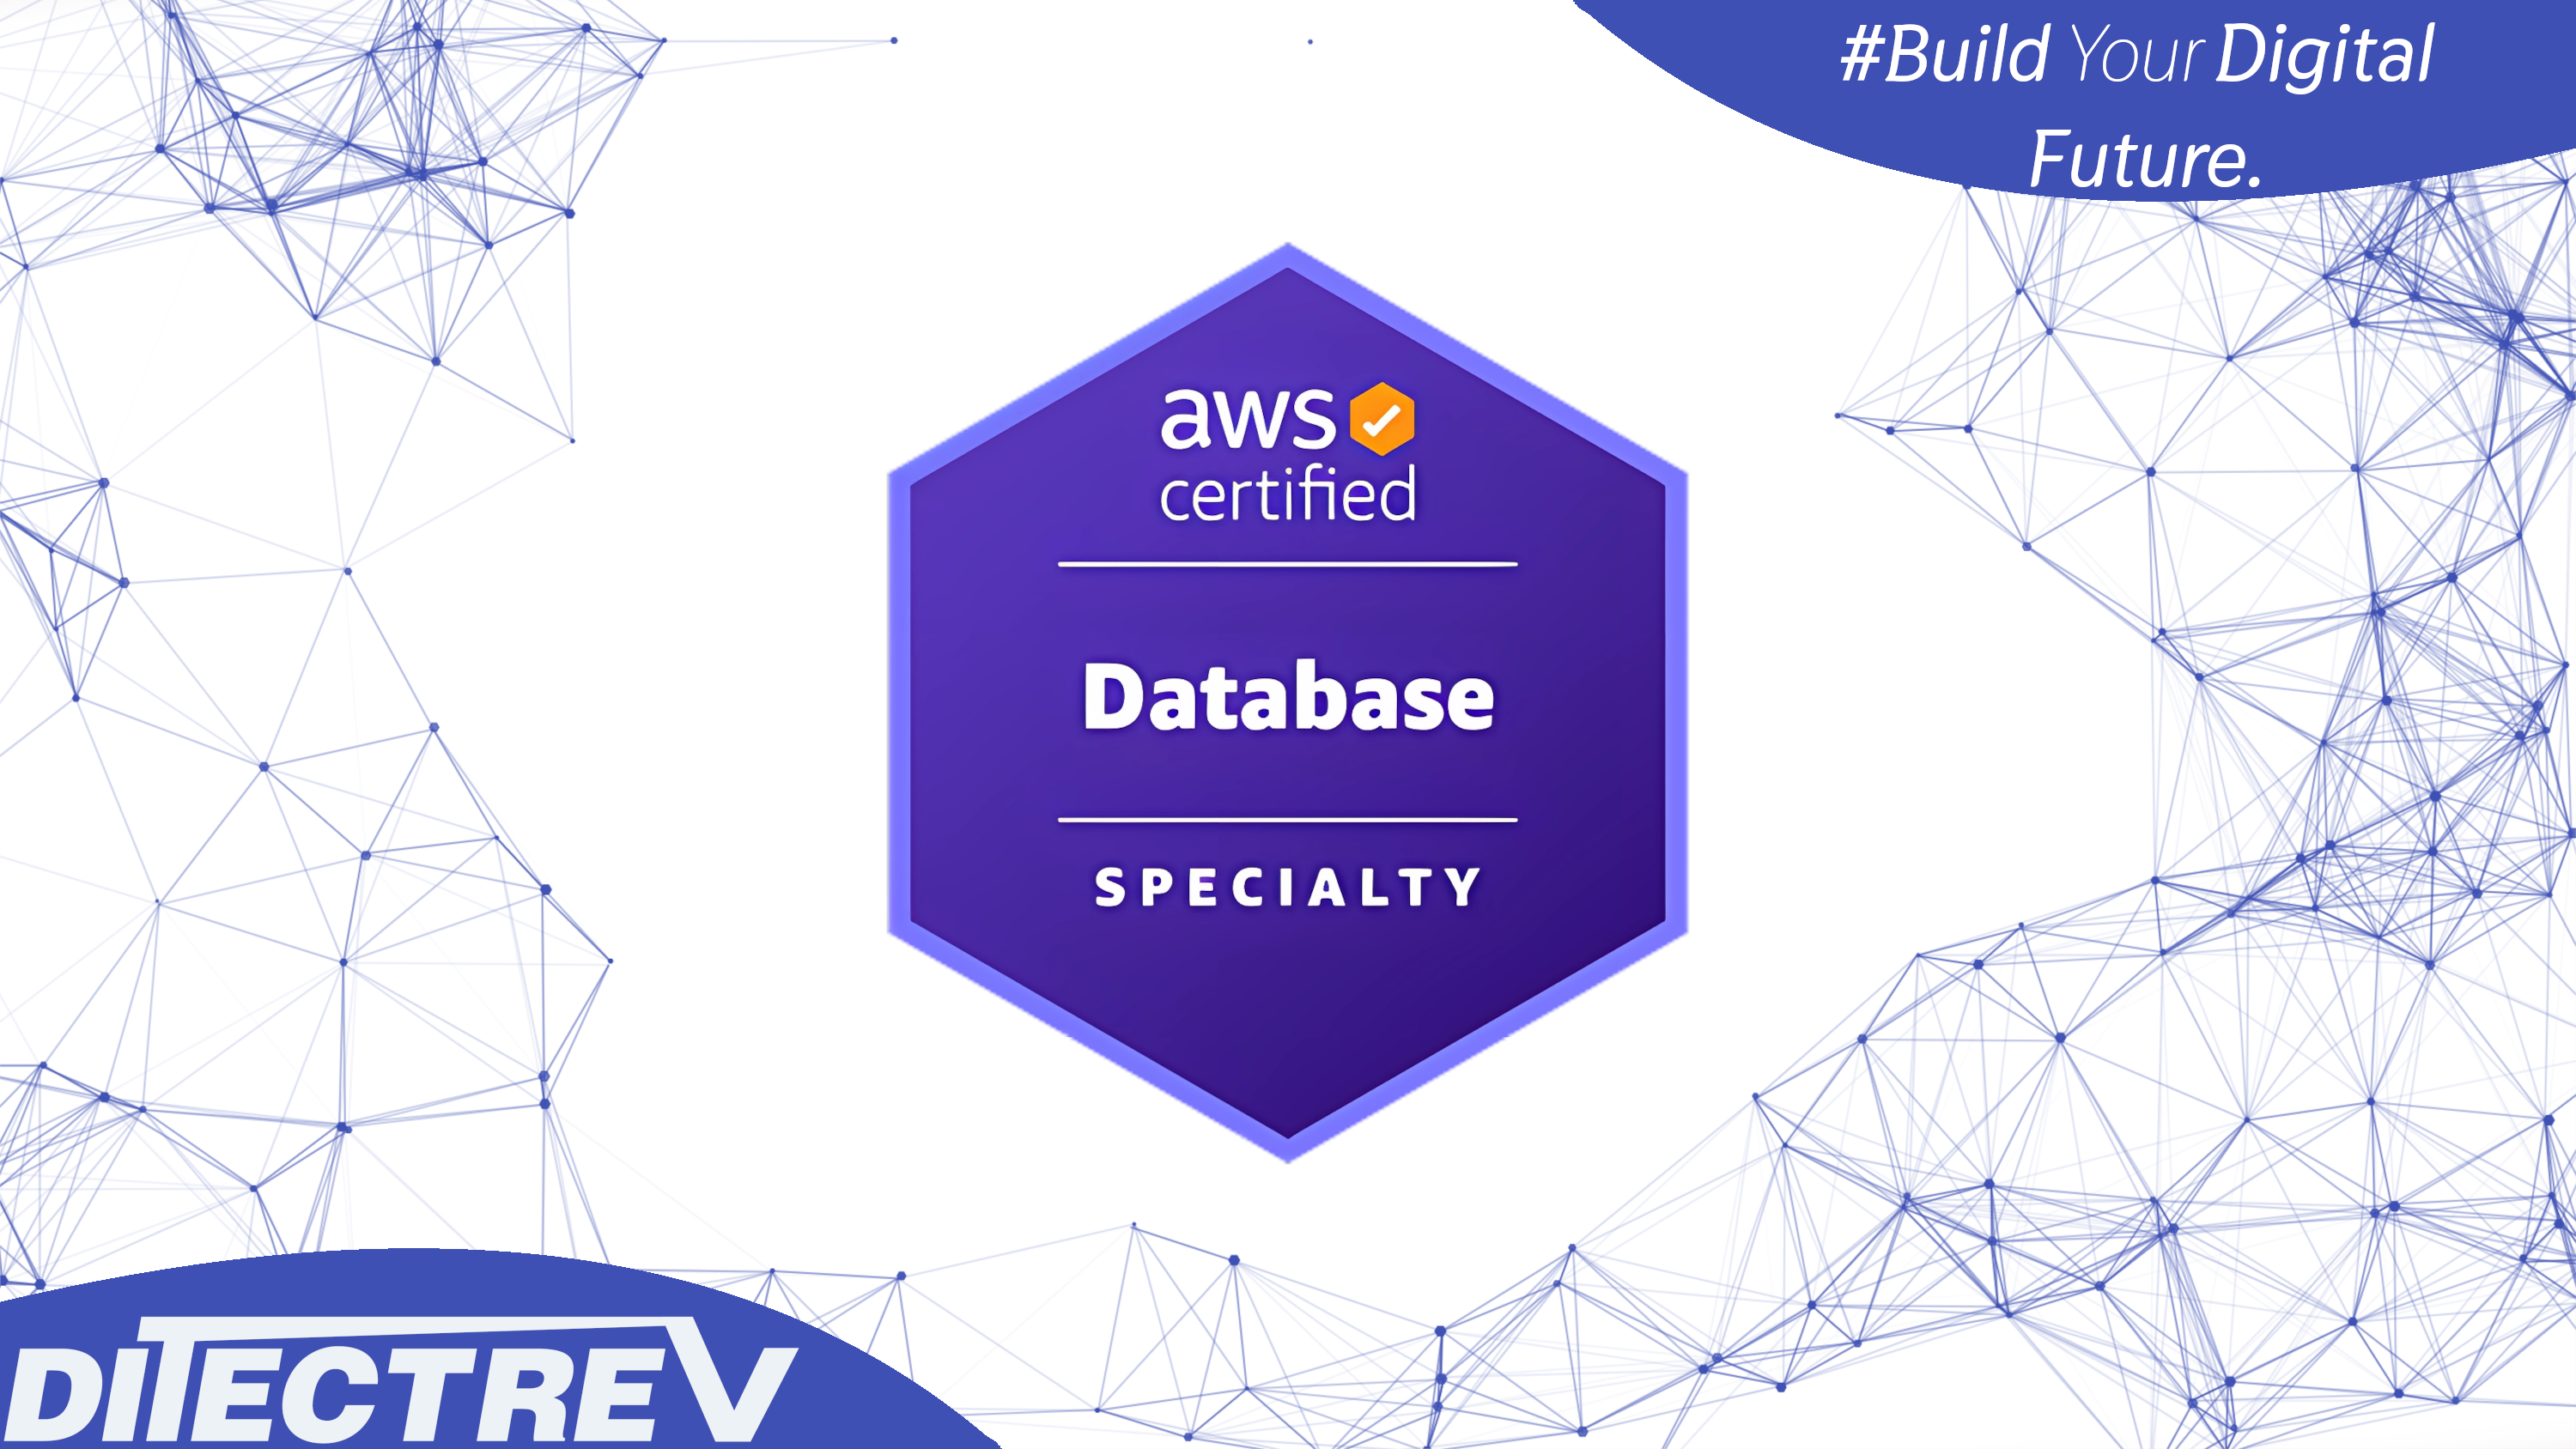 #Build Your Digital
Future.
aws
certified
Database
SPECIALTY
DITECTREV